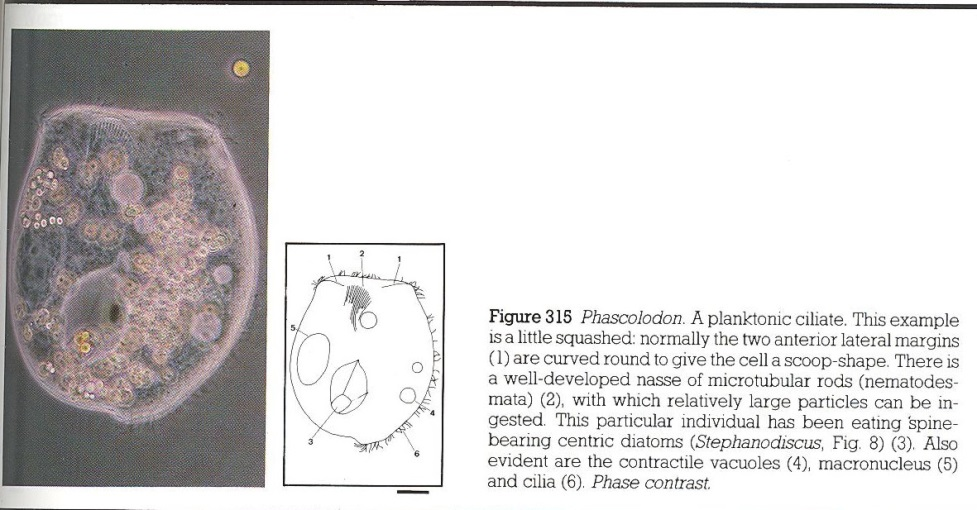 1 2 1
5
4
3
6
Figure 315 Phascolodon. A planktonic ciliate. This example
is a little squashed: normally the two anterior lateral margins
(1) are curved round to give the cell a scoop-shape. There is
a well-developed nasse of microtubular rods (nematodes-
mata) (2), with which relatively large particles can be in-
gested. This particular individual has been eating spine-
bearing centric diatoms (Stephanodiscus, Fig. 8) (3). Also
evident are the contractile vacuoles (4), macronucleus (5)
and cilia (6). Phase contrast.